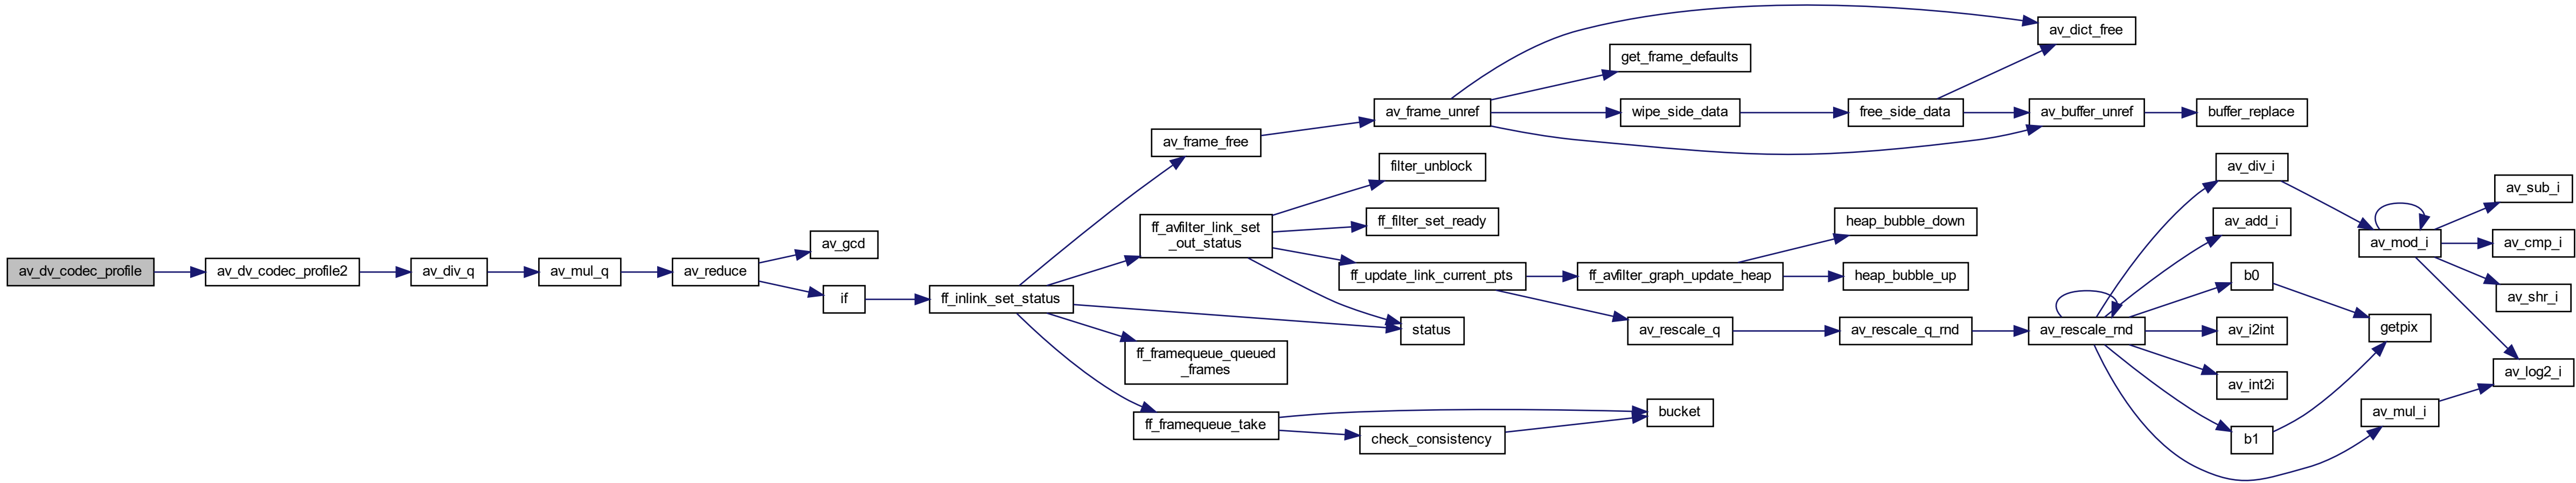 av_dv_codec_profile
av_dv_codec_profile2
av_div_q
av_mul_q
av_reduce
av_gcd
if
ff_inlink_set_status
av_frame_free
ff_avfilter_link_set
_out_status
ff_framequeue_queued
_frames
ff_framequeue_take
av_frame_unref
filter_unblock
ff_filter_set_ready
ff_update_link_current_pts
status
check_consistency
bucket
get_frame_defaults
wipe_side_data
ff_avfilter_graph_update_heap
av_rescale_q
free_side_data
heap_bubble_down
heap_bubble_up
av_rescale_q_rnd
av_dict_free
av_buffer_unref
buffer_replace
av_rescale_rnd
av_div_i
av_add_i
b0
av_i2int
av_int2i
b1
av_mod_i
getpix
av_mul_i
av_sub_i
av_cmp_i
av_shr_i
av_log2_i